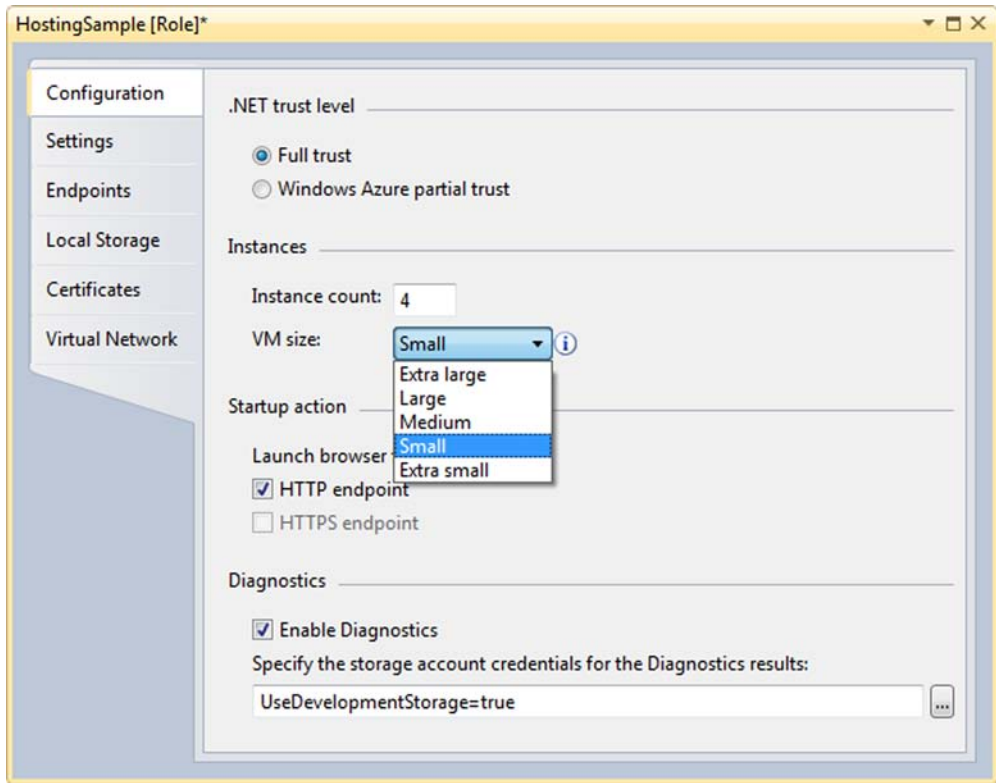 HostingSample [Role]*
Configuration
Settings
Endpoints
Local Storage
Certificates
Virtual Network
.NET trust level
Full trust
Windows Azure partial trust
Instances
Instance count: 4
VM size: Small
Extra large
Large
Medium
Small
Extra small
Startup action
Launch browser
HTTP endpoint
HTTPS endpoint
Diagnostics
Enable Diagnostics
Specify the storage account credentials for the Diagnostics results:
UseDevelopmentStorage=true
...